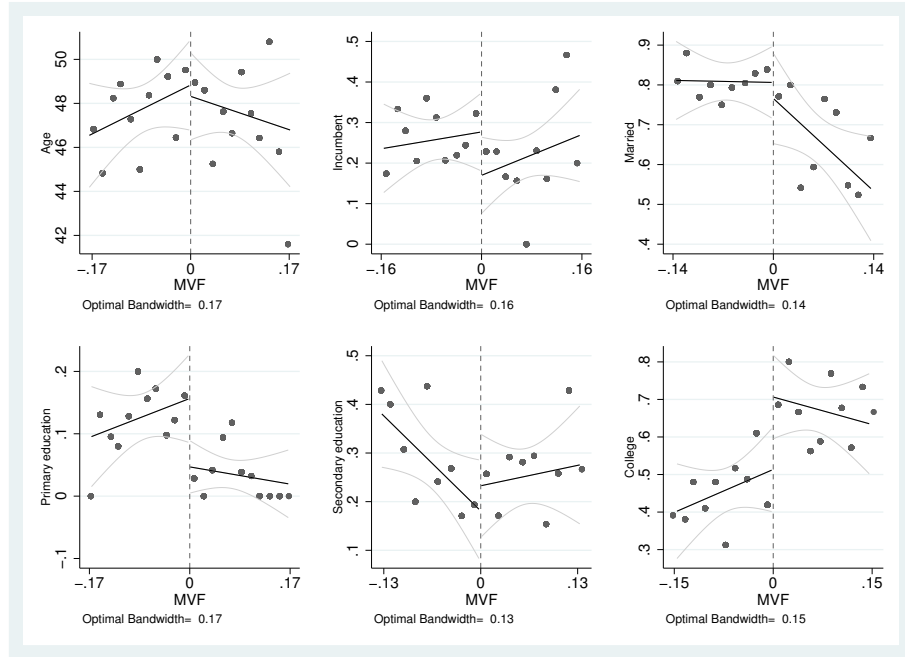 Age
50
48
46
44
42
−.17
0
.17
MVF
Optimal Bandwidth= 0.17
Incumbent
.5
.4
.3
.2
.1
0
−.16
0
.16
MVF
Optimal Bandwidth= 0.16
Married
.9
.8
.7
.6
.5
.4
−.14
0
.14
MVF
Optimal Bandwidth= 0.14
Primary education
.2
.1
0
−.1
−.17
0
.17
MVF
Optimal Bandwidth= 0.17
Secondary education
.5
.4
.3
.2
.1
−.13
0
.13
MVF
Optimal Bandwidth= 0.13
College
.8
.7
.6
.5
.4
.3
−.15
0
.15
MVF
Optimal Bandwidth= 0.15